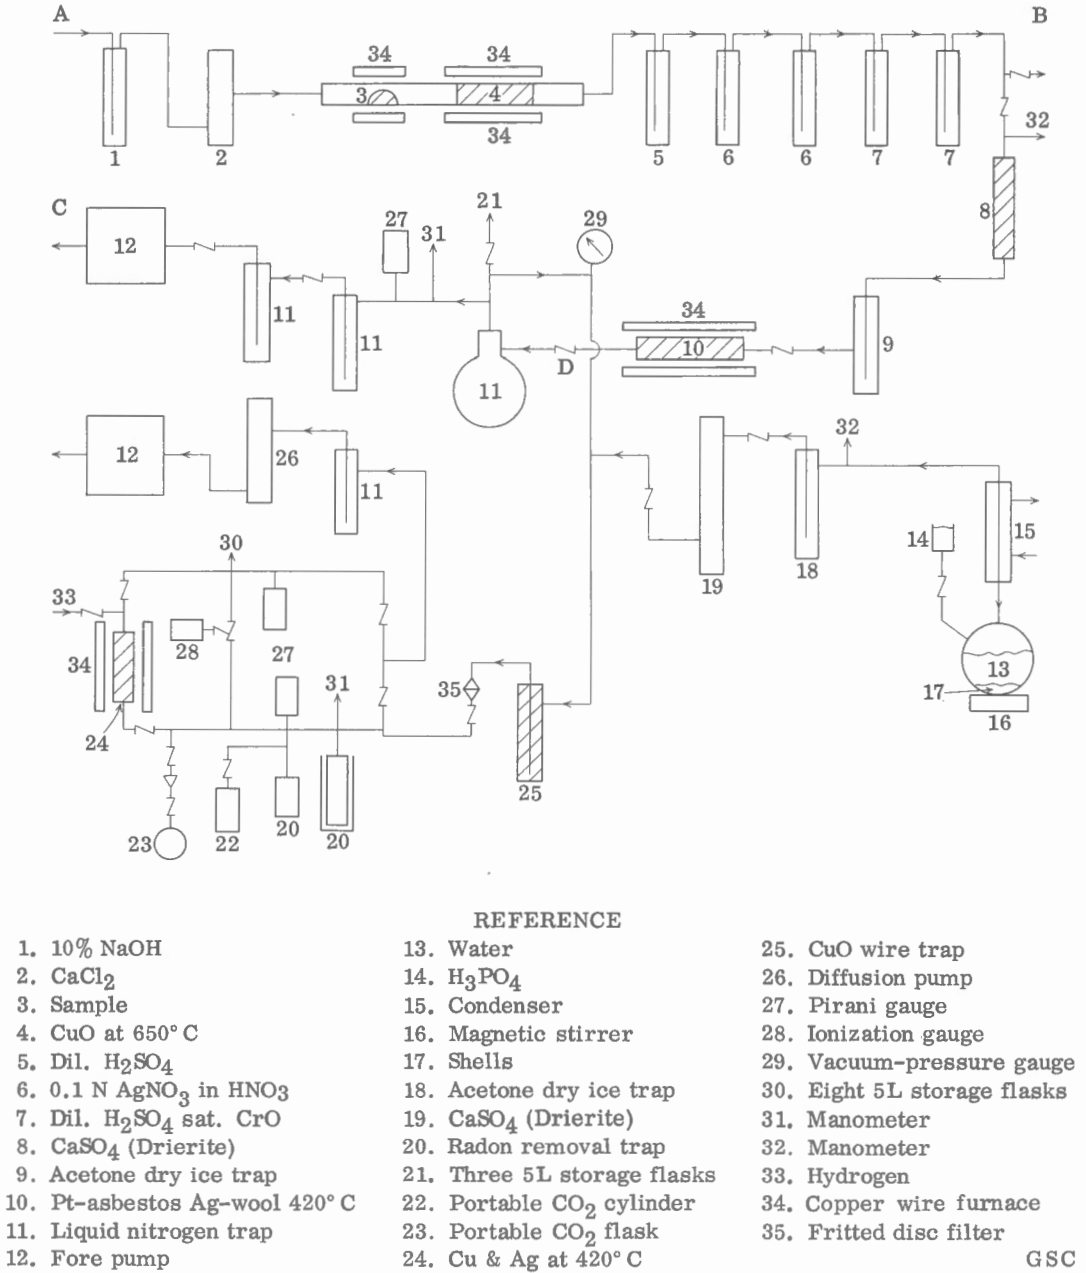 A
B
34
34
3
4
34
1
2
5
6
6
7
7
32
8
C
12
21
27
31
29
11
11
11
34
10
D
9
12
26
11
32
19
18
14
15
13
17
16
30
33
34
28
27
31
35
24
23
22
20
20
25
REFERENCE
1. 10% NaOH
2. CaCl2
3. Sample
4. CuO at 650° C
5. Dil. H2SO4
6. 0.1 N AgNO3 in HNO3
7. Dil. H2SO4 sat. CrO
8. CaSO4 (Drierite)
9. Acetone dry ice trap
10. Pt-asbestos Ag-wool 420° C
11. Liquid nitrogen trap
12. Fore pump
13. Water
14. H3PO4
15. Condenser
16. Magnetic stirrer
17. Shells
18. Acetone dry ice trap
19. CaSO4 (Drierite)
20. Radon removal trap
21. Three 5L storage flasks
22. Portable CO2 cylinder
23. Portable CO2 flask
24. Cu & Ag at 420° C
25. CuO wire trap
26. Diffusion pump
27. Pirani gauge
28. Ionization gauge
29. Vacuum-pressure gauge
30. Eight 5L storage flasks
31. Manometer
32. Manometer
33. Hydrogen
34. Copper wire furnace
35. Fritted disc filter
GSC